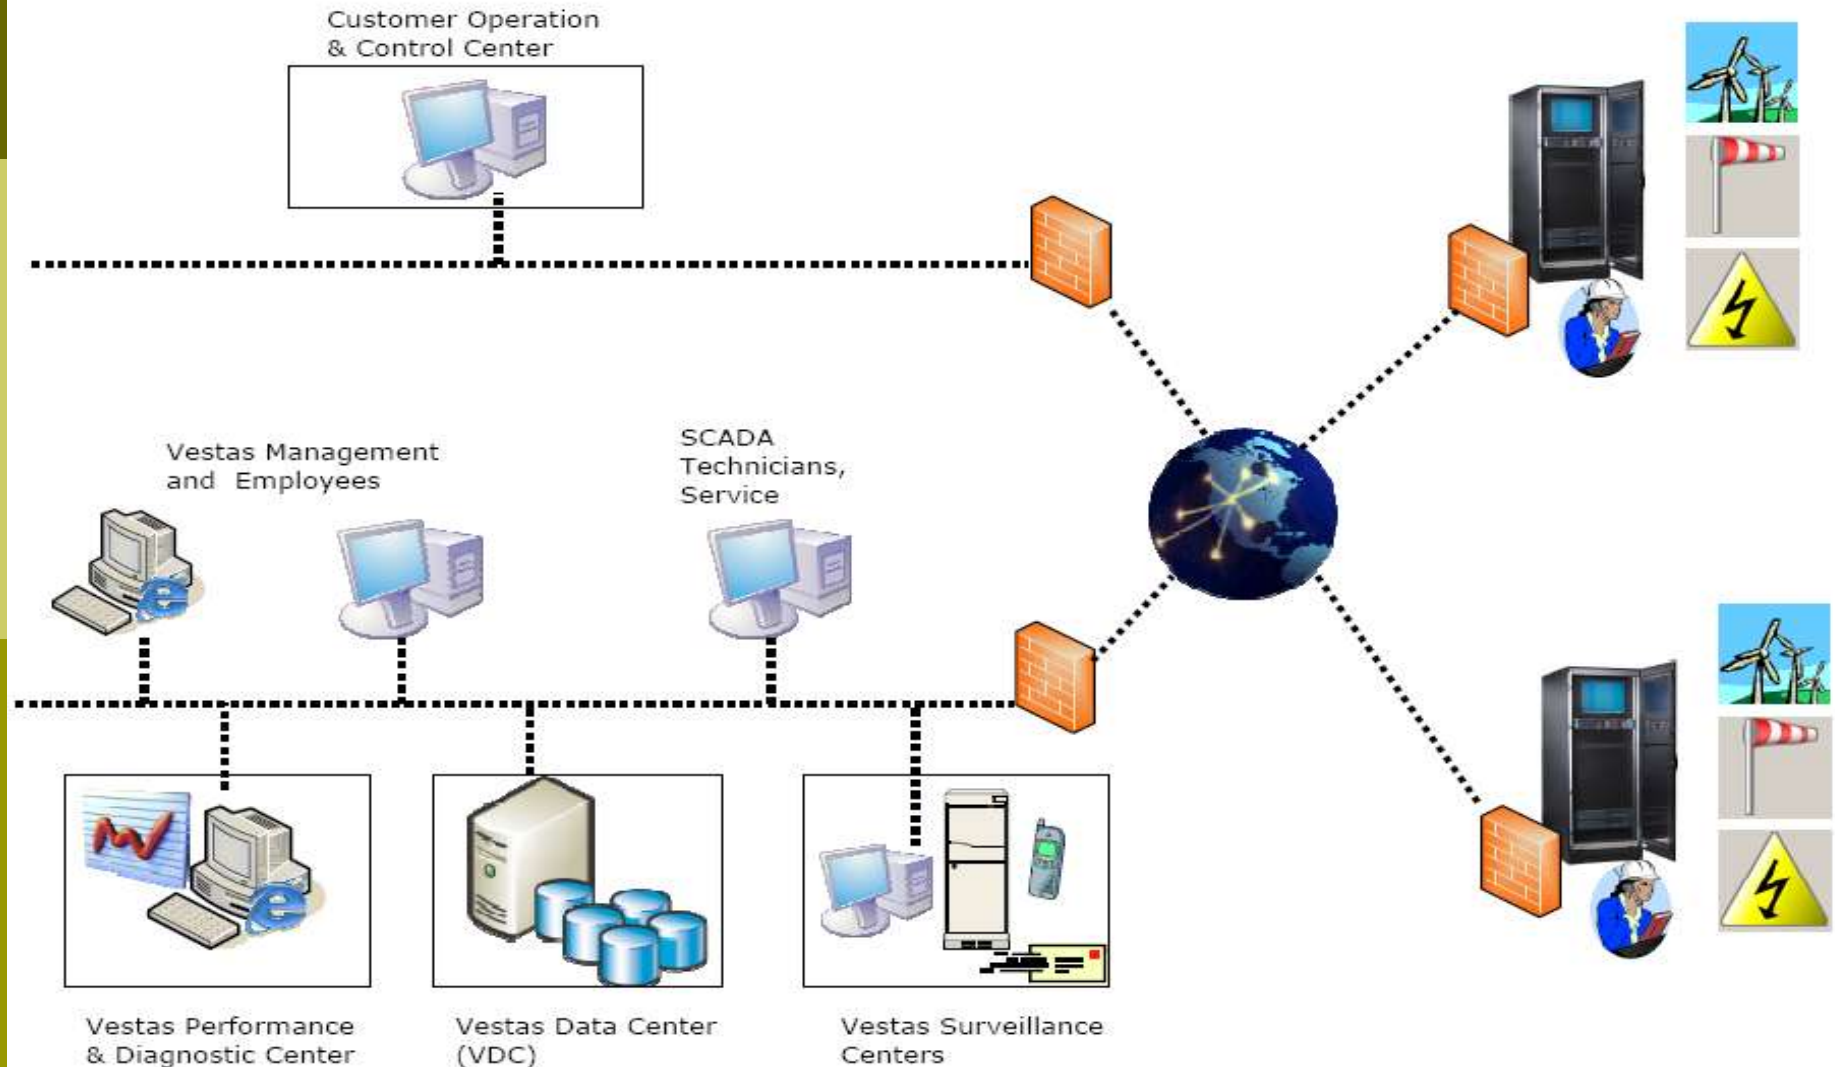 Customer Operation
& Control Center
Vestas Management
and Employees
SCADA
Technicians,
Service
Vestas Performance
& Diagnostic Center
Vestas Data Center
(VDC)
Vestas Surveillance
Centers